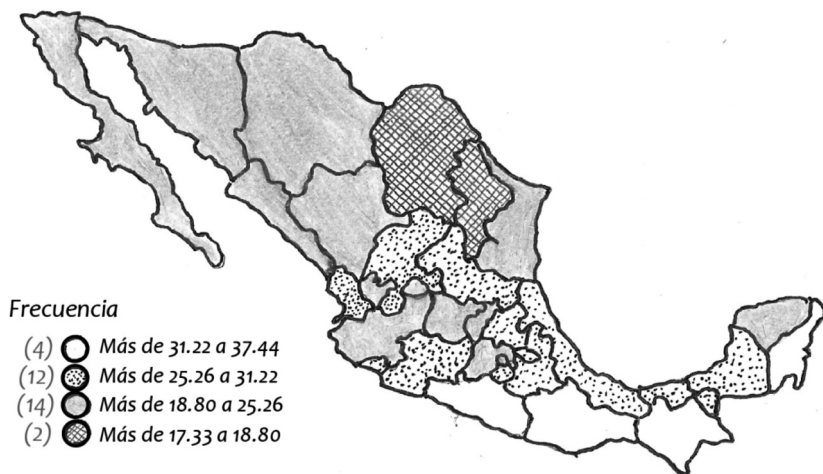 Frecuencia
(4) Más de 31.22 a 37.44
(12) Más de 25.26 a 31.22
(14) Más de 18.80 a 25.26
(2) Más de 17.33 a 18.80